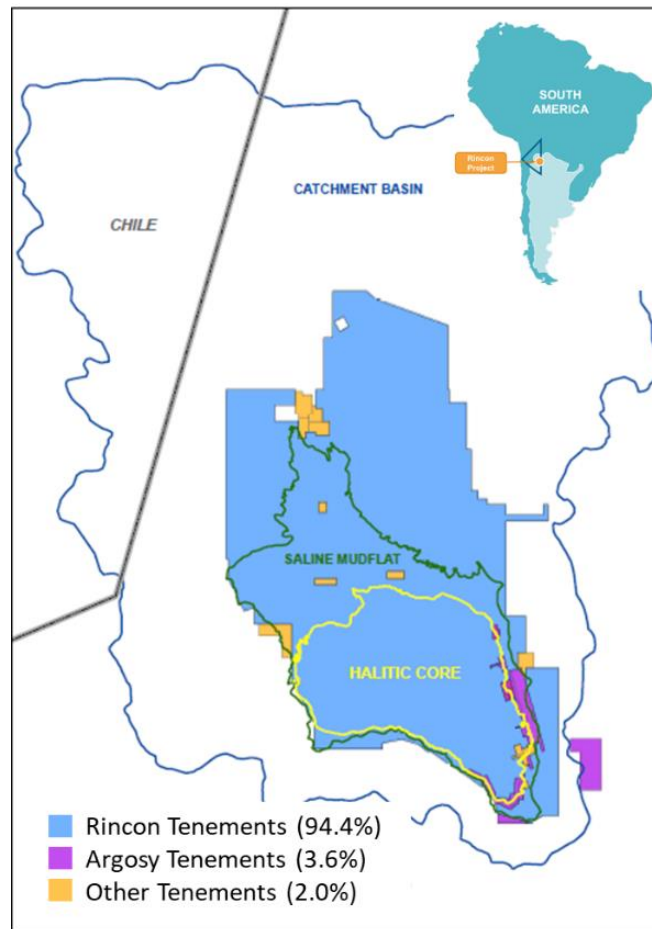 SOUTH
AMERICA
Rincon
Project
CATCHMENT BASIN
CHILE
SALINE MUDFLAT
HALITIC CORE
Rincon Tenements (94.4%)
Argosy Tenements (3.6%)
Other Tenements (2.0%)